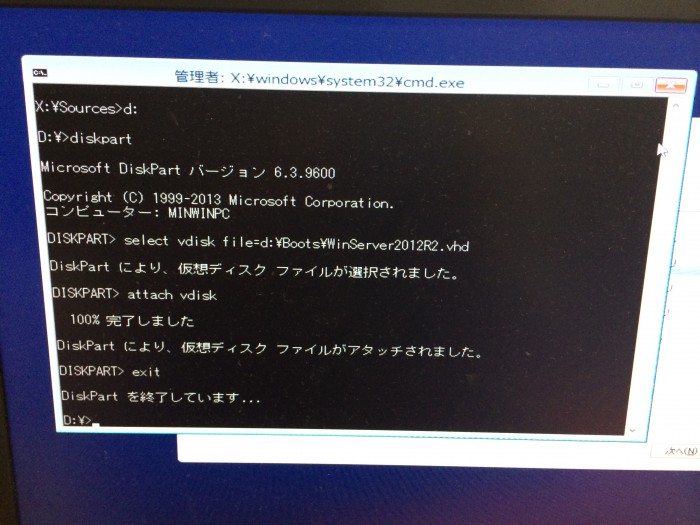 管理者: X:¥windows¥system32¥cmd.exe
X:¥Sources>d:
D:¥>diskpart
Microsoft DiskPart バージョン 6.3.9600
Copyright (C) 1999-2013 Microsoft Corporation.
コンピューター: MINWINPC
DISKPART> select vdisk file=d:¥Boots¥WinServer2012R2.vhd
DiskPart により、仮想ディスク ファイルが選択されました。
DISKPART> attach vdisk
100% 完了しました
DiskPart により、仮想ディスク ファイルがアタッチされました。
DISKPART> exit
DiskPart を終了しています...
D:¥>
次へ(N)